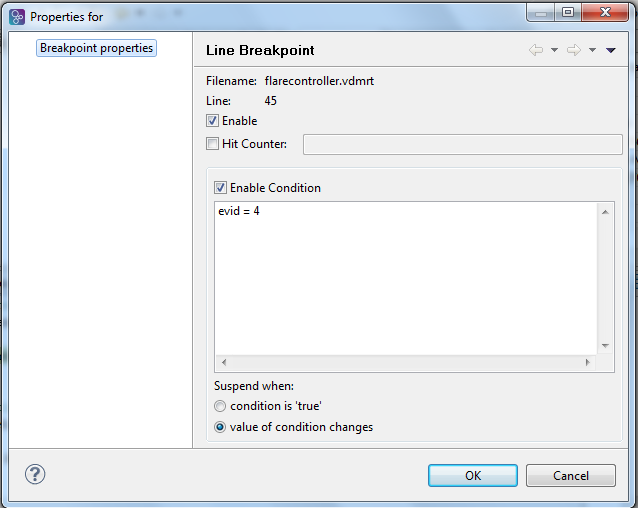 Properties for
Breakpoint properties
Line Breakpoint
Filename: flarecontroller.vdmrt
Line: 45
Enable
Hit Counter:
Enable Condition
evid = 4
Suspend when:
condition is 'true'
value of condition changes
?
OK
Cancel